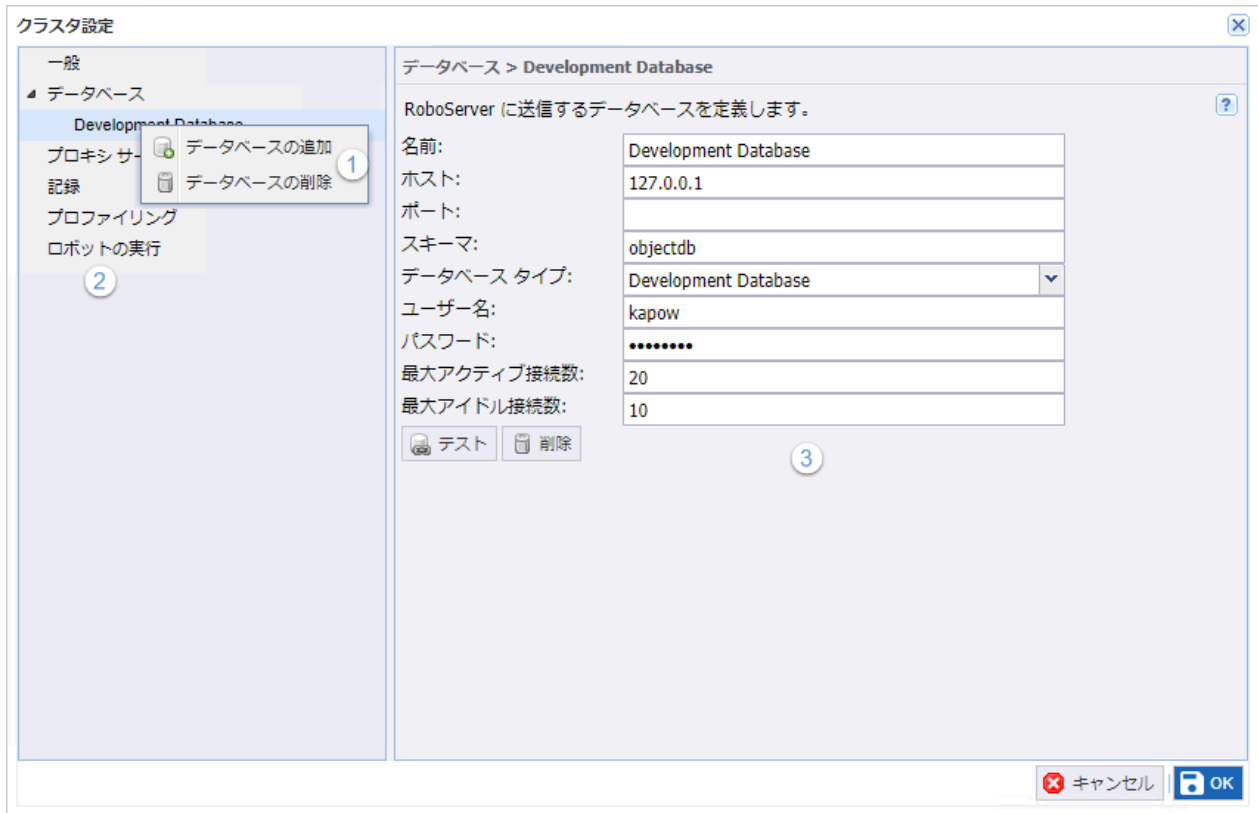 クラスタ設定
一般
データベース
Development Database
データベースの追加
1
データベースの削除
プロキシ サー
記録
プロファイリング
ロボットの実行
2
データベース > Development Database
RoboServer に送信するデータベースを定義します。
?
名前: Development Database
ホスト: 127.0.0.1
ポート:
スキーマ: objectdb
データベース タイプ: Development Database
ユーザー名: kapow
パスワード: ••••••••
最大アクティブ接続数: 20
最大アイドル接続数: 10
テスト 削除
3
キャンセル OK